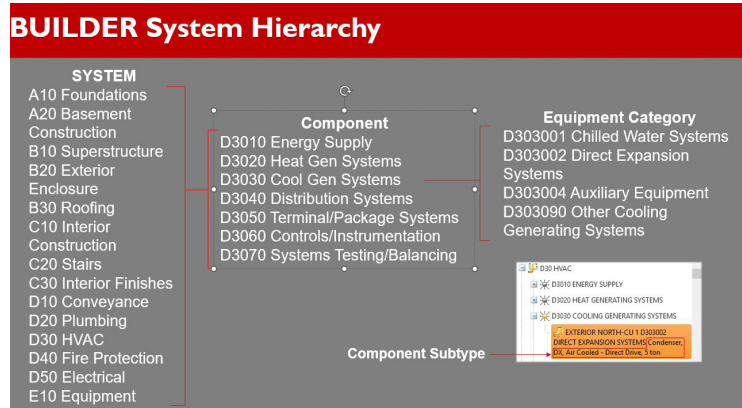 BUILDER System Hierarchy
SYSTEM
A10 Foundations
A20 Basement
Construction
B10 Superstructure
B20 Exterior
Enclosure
B30 Roofing
C10 Interior
Construction
C20 Stairs
C30 Interior Finishes
D10 Conveyance
D20 Plumbing
D30 HVAC
D40 Fire Protection
D50 Electrical
E10 Equipment
Component
D3010 Energy Supply
D3020 Heat Gen Systems
D3030 Cool Gen Systems
D3040 Distribution Systems
D3050 Terminal/Package Systems
D3060 Controls/Instrumentation
D3070 Systems Testing/Balancing
Equipment Category
D303001 Chilled Water Systems
D303002 Direct Expansion
Systems
D303004 Auxiliary Equipment
D303090 Other Cooling
Generating Systems
D30 HVAC
D3010 ENERGY SUPPLY
D3020 HEAT GENERATING SYSTEMS
D3030 COOLING GENERATING SYSTEMS
EXTERIOR NORTH-CU 1 D303002
DIRECT EXPANSION SYSTEMS Condenser,
DX, Air Cooled - Direct Drive, 5 ton
Component Subtype